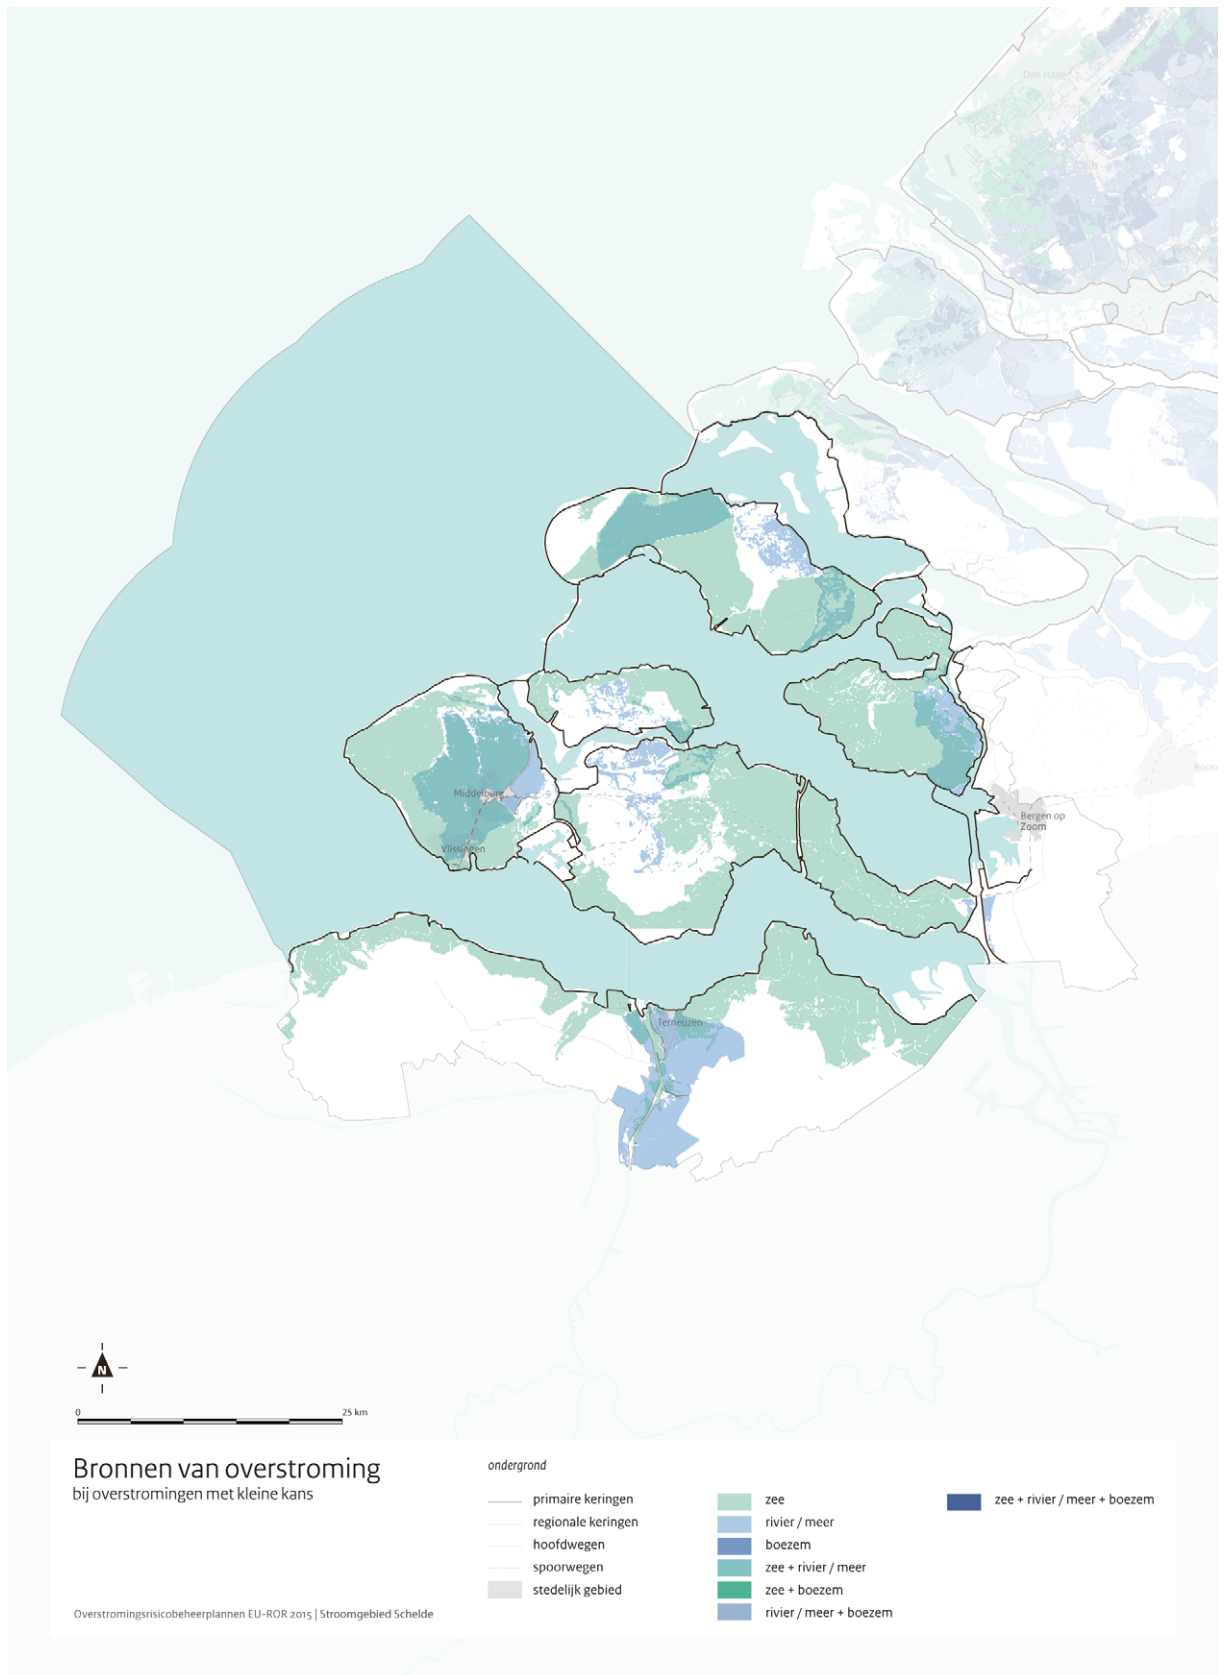 Den Haag
Middelburg
Vlissingen
Bergen op
Zoom
Terneuzen
N
0
25 km
Bronnen van overstroming
bij overstromingen met kleine kans
Overstromingsrisicobeheerplannen EU-ROR 2015 | Stroomgebied Schelde
ondergrond
primaire keringen
regionale keringen
hoofdwegen
spoorwegen
stedelijk gebied
zee
rivier / meer
boezem
zee + rivier / meer
zee + boezem
rivier / meer + boezem
zee + rivier / meer + boezem